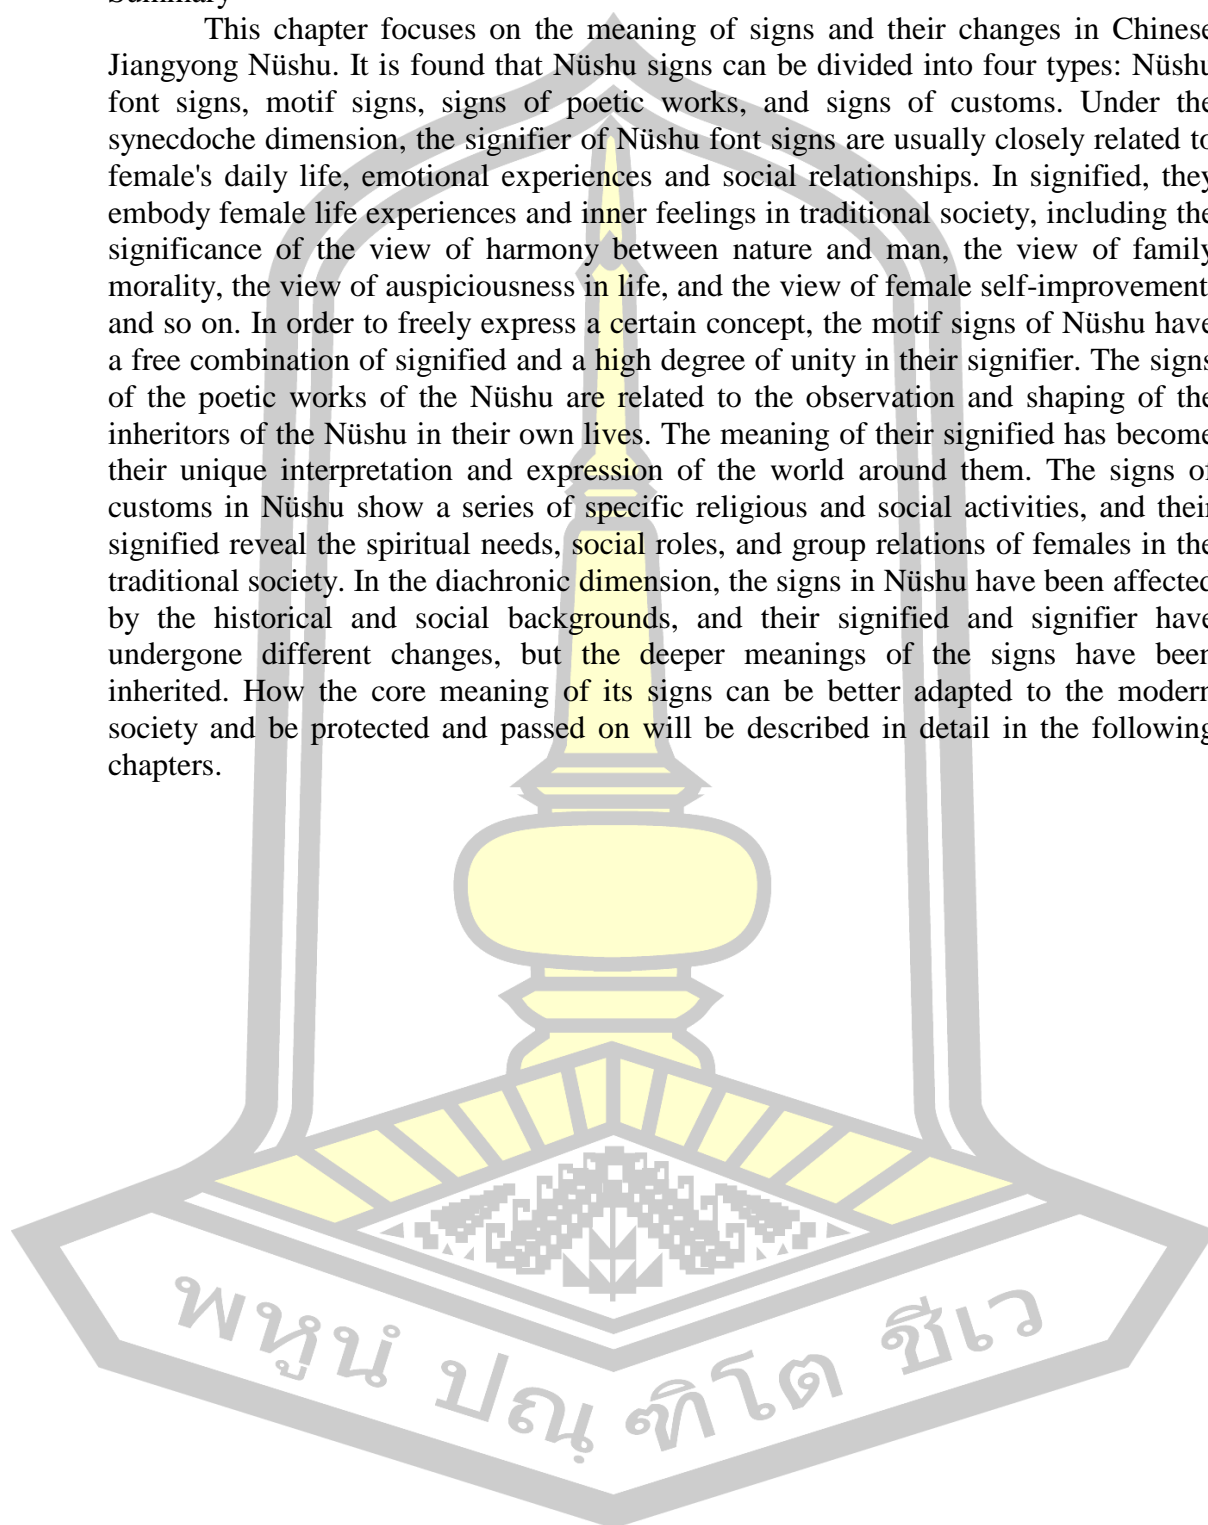 Summary
This chapter focuses on the meaning of signs and their changes in Chinese
Jiangyong Nüshu. It is found that Nüshu signs can be divided into four types: Nüshu
font signs, motif signs, signs of poetic works, and signs of customs. Under the
synecdoche dimension, the signifier of Nüshu font signs are usually closely related to
female's daily life, emotional experiences and social relationships. In signified, they
embody female life experiences and inner feelings in traditional society, including the
significance of the view of harmony between nature and man, the view of family
morality, the view of auspiciousness in life, and the view of female self-improvement
and so on. In order to freely express a certain concept, the motif signs of Nüshu have
a free combination of signified and a high degree of unity in their signifier. The signs
of the poetic works of the Nüshu are related to the observation and shaping of the
inheritors of the Nüshu in their own lives. The meaning of their signified has become
their unique interpretation and expression of the world around them. The signs of
customs in Nüshu show a series of specific religious and social activities, and their
signified reveal the spiritual needs, social roles, and group relations of females in the
traditional society. In the diachronic dimension, the signs in Nüshu have been affected
by the historical and social backgrounds, and their signified and signifier have
undergone different changes, but the deeper meanings of the signs have been
inherited. How the core meaning of its signs can be better adapted to the modern
society and be protected and passed on will be described in detail in the following
chapters.
พหูนํ ปณฺฑิโต ชีเว